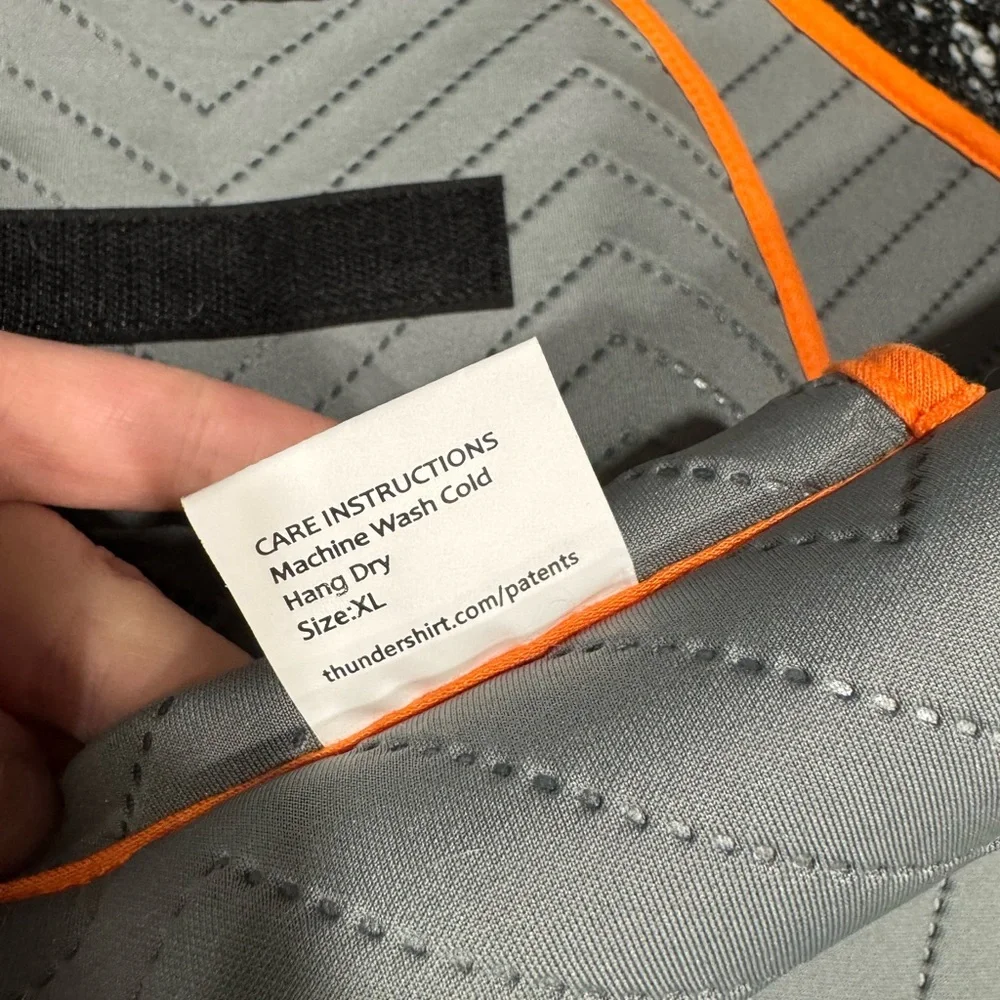 CARE INSTRUCTIONS
Machine Wash Cold
Hang Dry
Size:XL
thundershirt.com/patents